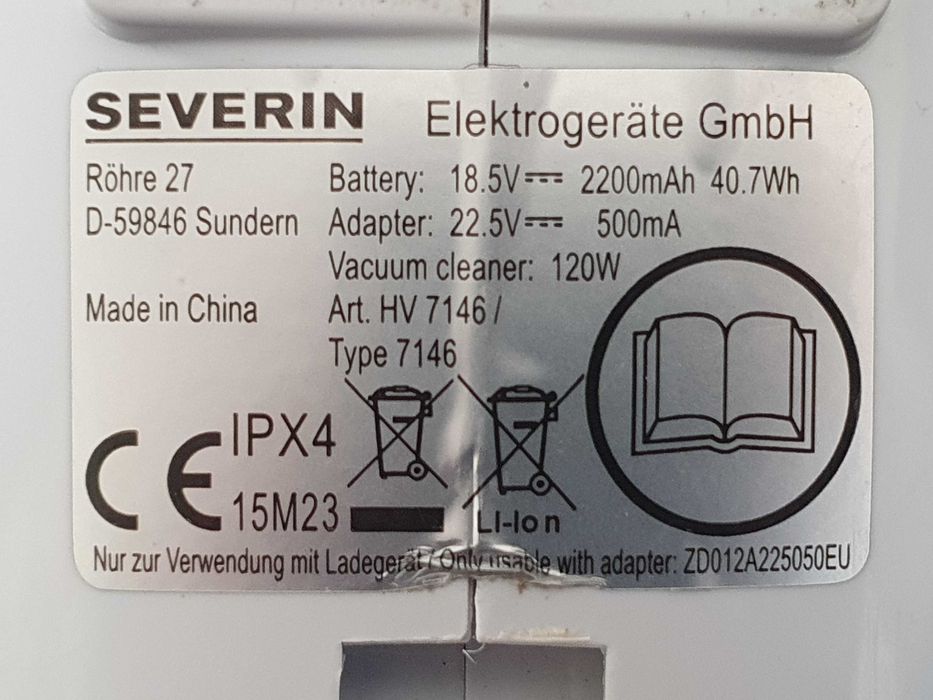 SEVERIN Elektrogeräte GmbH
Röhre 27 Battery: 18.5V 2200mAh 40.7Wh
D-59846 Sundern Adapter: 22.5V 500mA
Vacuum cleaner: 120W
Made in China Art. HV 7146 /
Type 7146
CE IPX4
15M23 LI-Ion
Nur zur Verwendung mit Ladegerät / Only usable with adapter: ZD012A225050EU